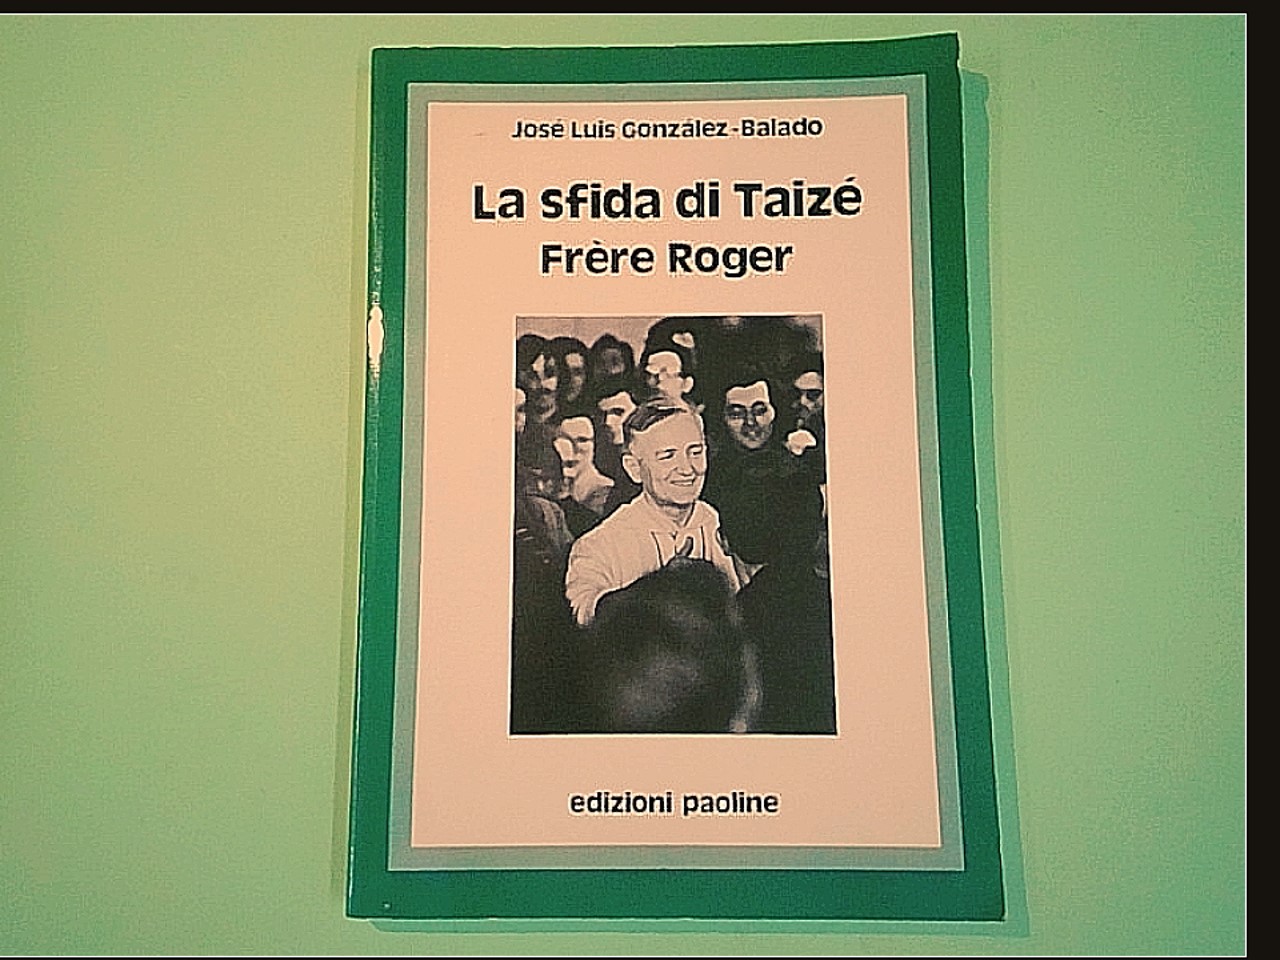 José Luis González-Balado
La sfida di Taizé
Frère Roger
edizioni paoline